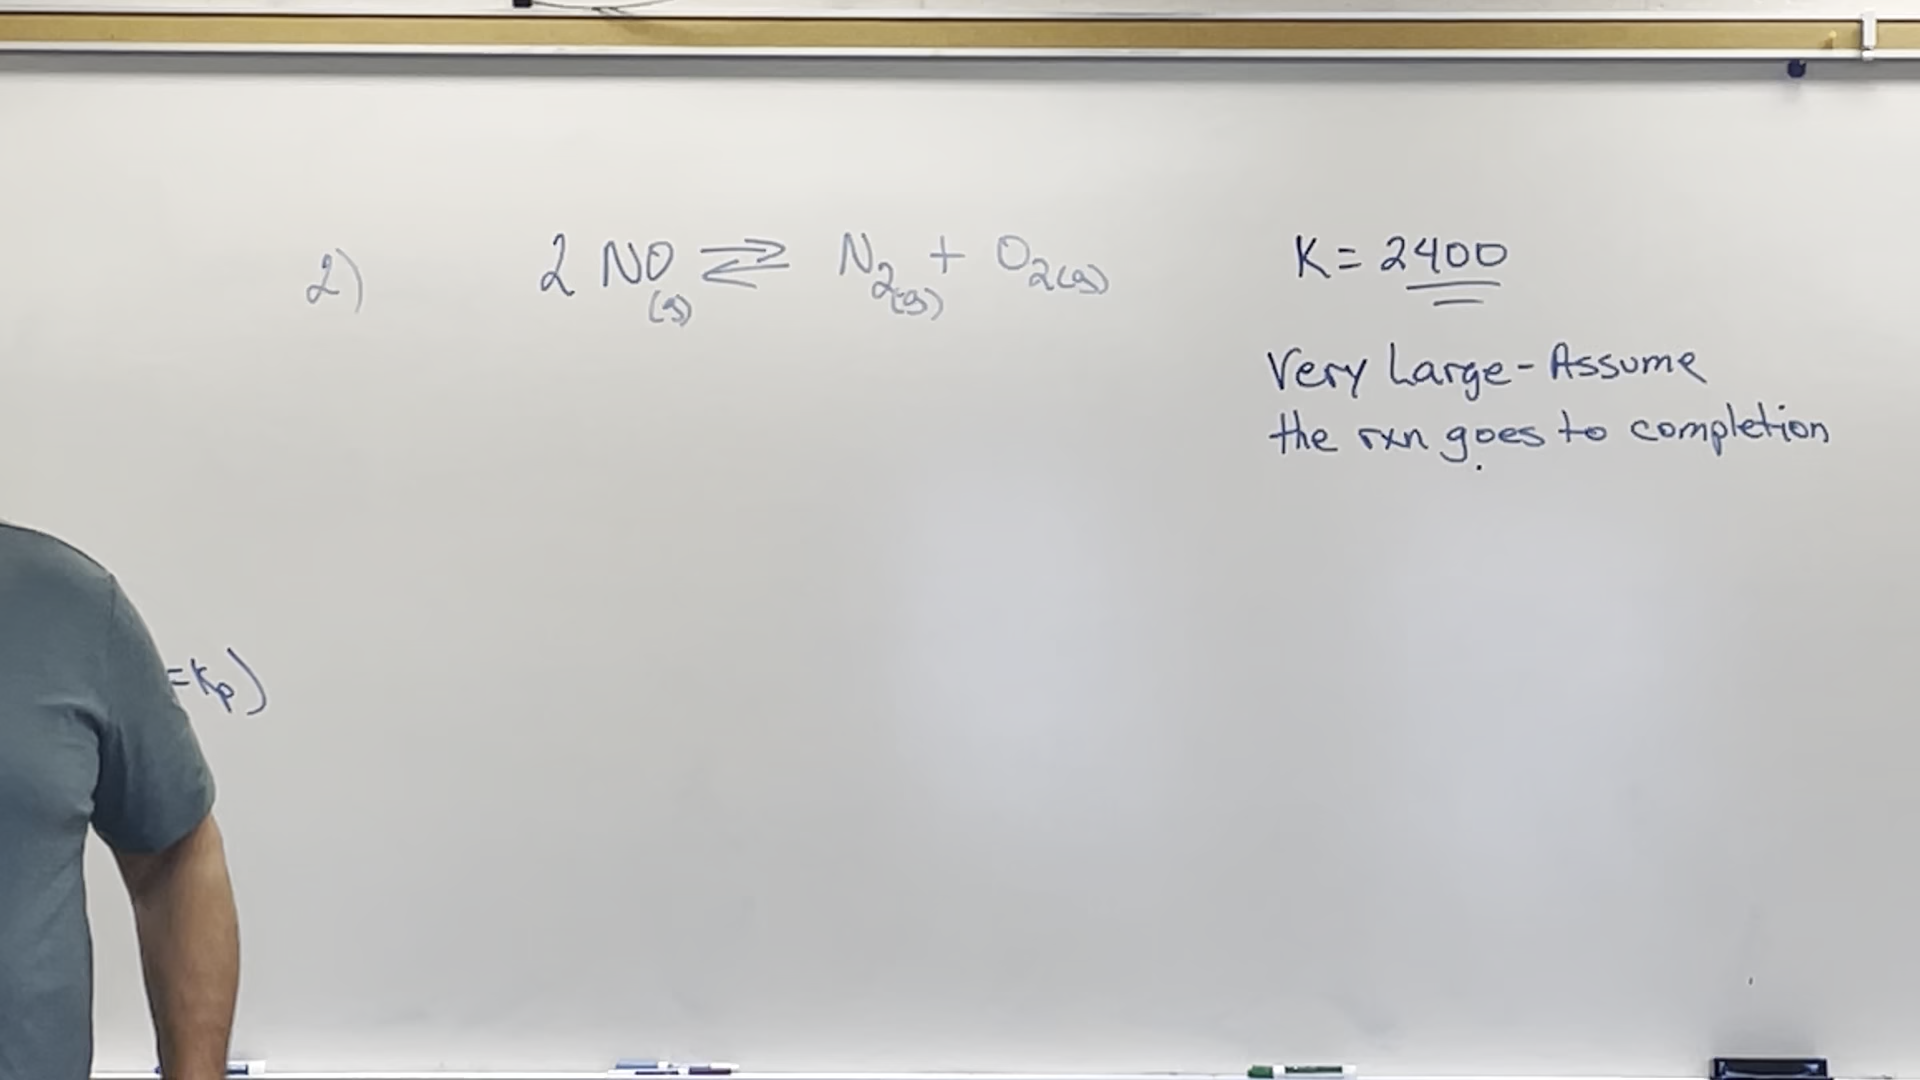 2) 2 NO(g) ⇌ N2(g) + O2(g) K = 2400
Very Large - Assume
the rxn goes to completion
=Kp)